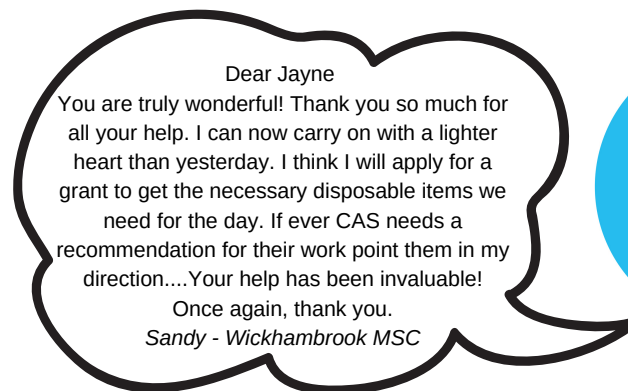 Dear Jayne
You are truly wonderful! Thank you so much for
all your help. I can now carry on with a lighter
heart than yesterday. I think I will apply for a
grant to get the necessary disposable items we
need for the day. If ever CAS needs a
recommendation for their work point them in my
direction....Your help has been invaluable!
Once again, thank you.
Sandy - Wickhambrook MSC